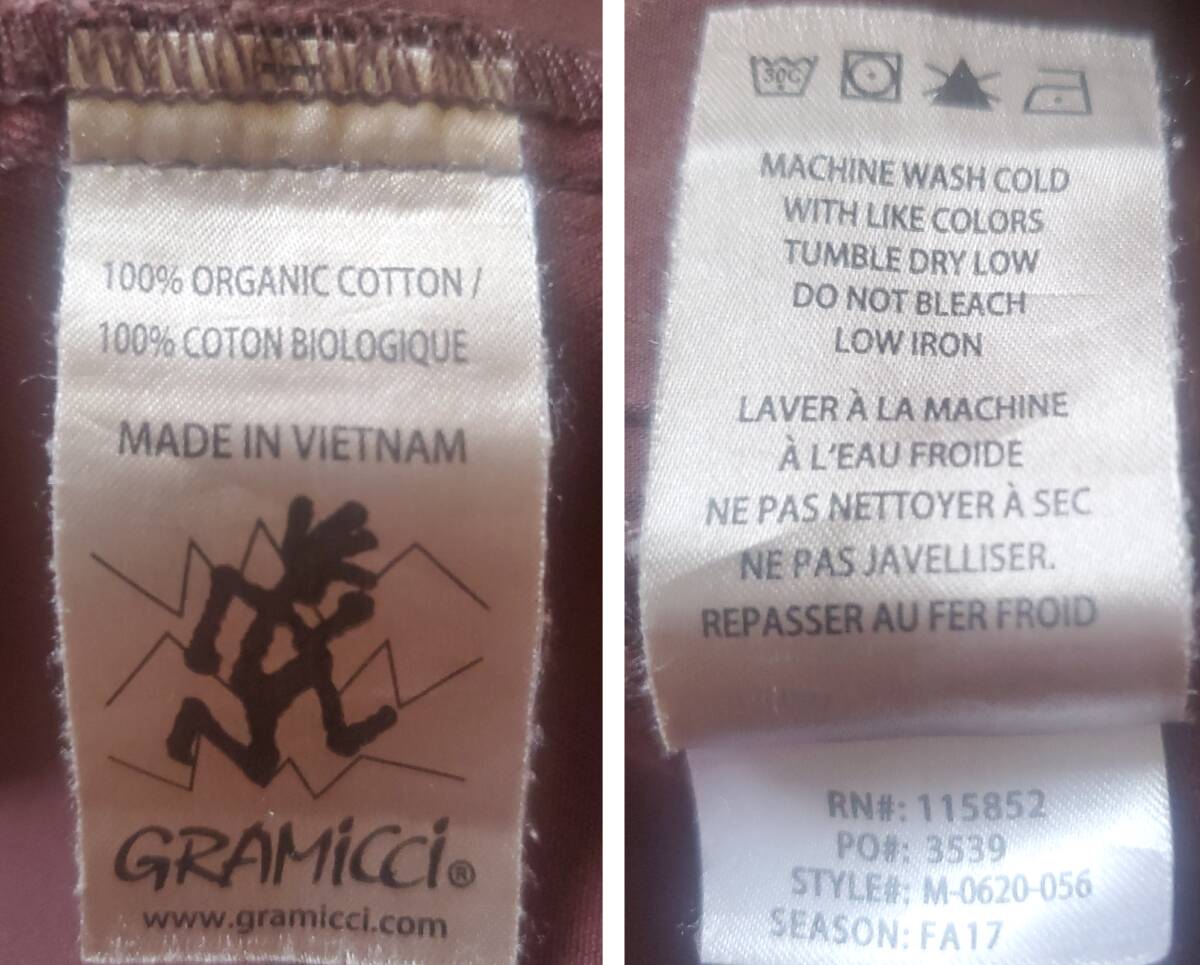 100% ORGANIC COTTON /
100% COTON BIOLOGIQUE
MADE IN VIETNAM
GRAMiCCi®
www.gramicci.com
30C
MACHINE WASH COLD
WITH LIKE COLORS
TUMBLE DRY LOW
DO NOT BLEACH
LOW IRON
LAVER À LA MACHINE
À L'EAU FROIDE
NE PAS NETTOYER À SEC
NE PAS JAVELLISER.
REPASSER AU FER FROID
RN#: 115852
PO#: 3539
STYLE#: M-0620-056
SEASON: FA17